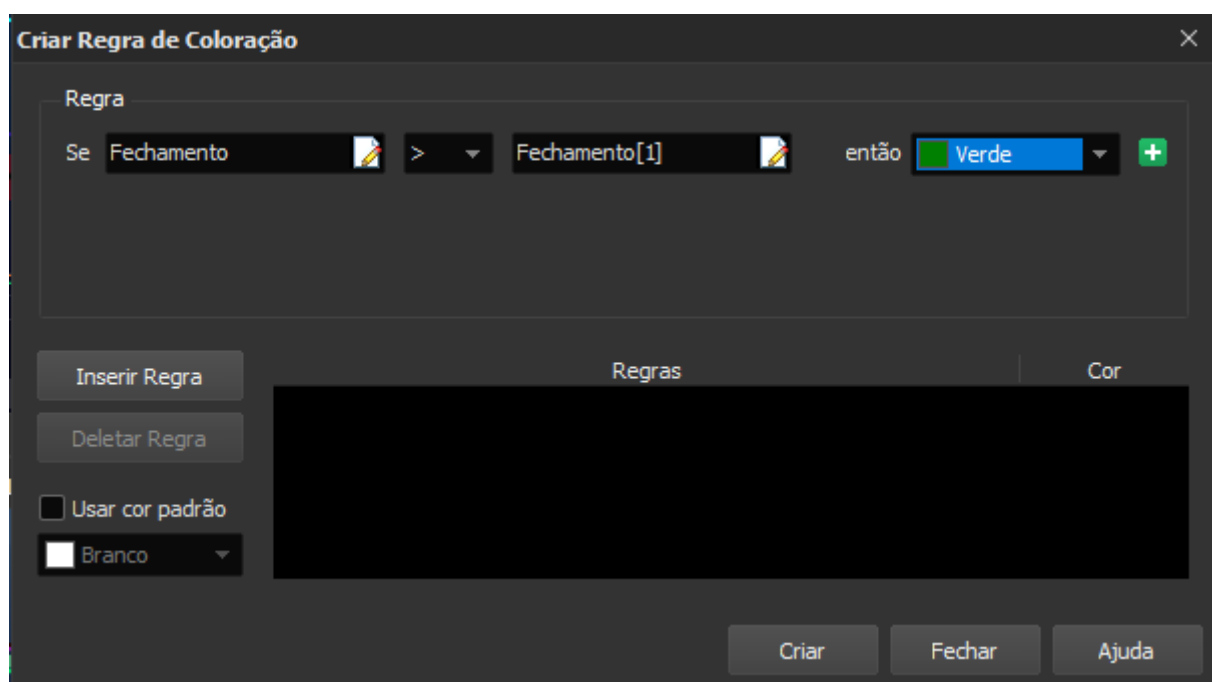 Criar Regra de Coloração
Regra
Se Fechamento > Fechamento[1] então Verde
Inserir Regra
Regras Cor
Deletar Regra
Usar cor padrão
Branco
Criar Fechar Ajuda